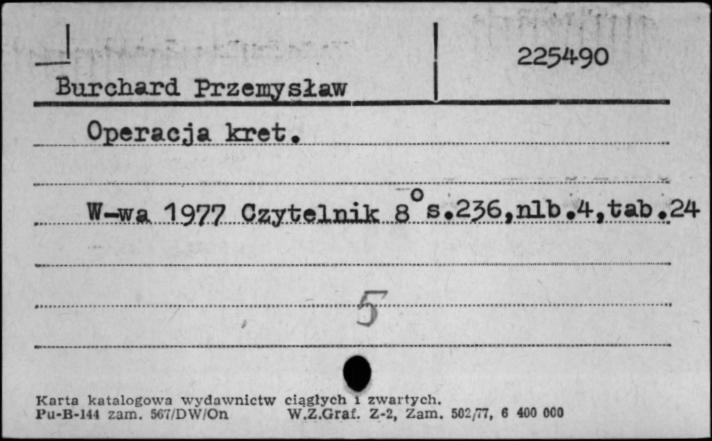 225490
Burchard Przemysław
Operacja kret.
W-wa 1977 Czytelnik 8° s.236,nlb.4,tab.24
5
Karta katalogowa wydawnictw ciągłych i zwartych.
Pu-B-144 zam. 567/DW/On W.Z.Graf. Z-2, Zam. 502/77, 6 400 000